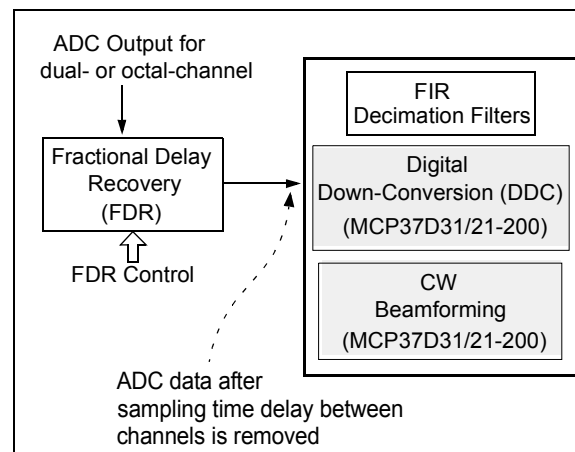 ADC Output for
dual- or octal-channel
Fractional Delay
Recovery
(FDR)
FDR Control
FIR
Decimation Filters
Digital
Down-Conversion (DDC)
(MCP37D31/21-200)
CW
Beamforming
(MCP37D31/21-200)
ADC data after
sampling time delay between
channels is removed